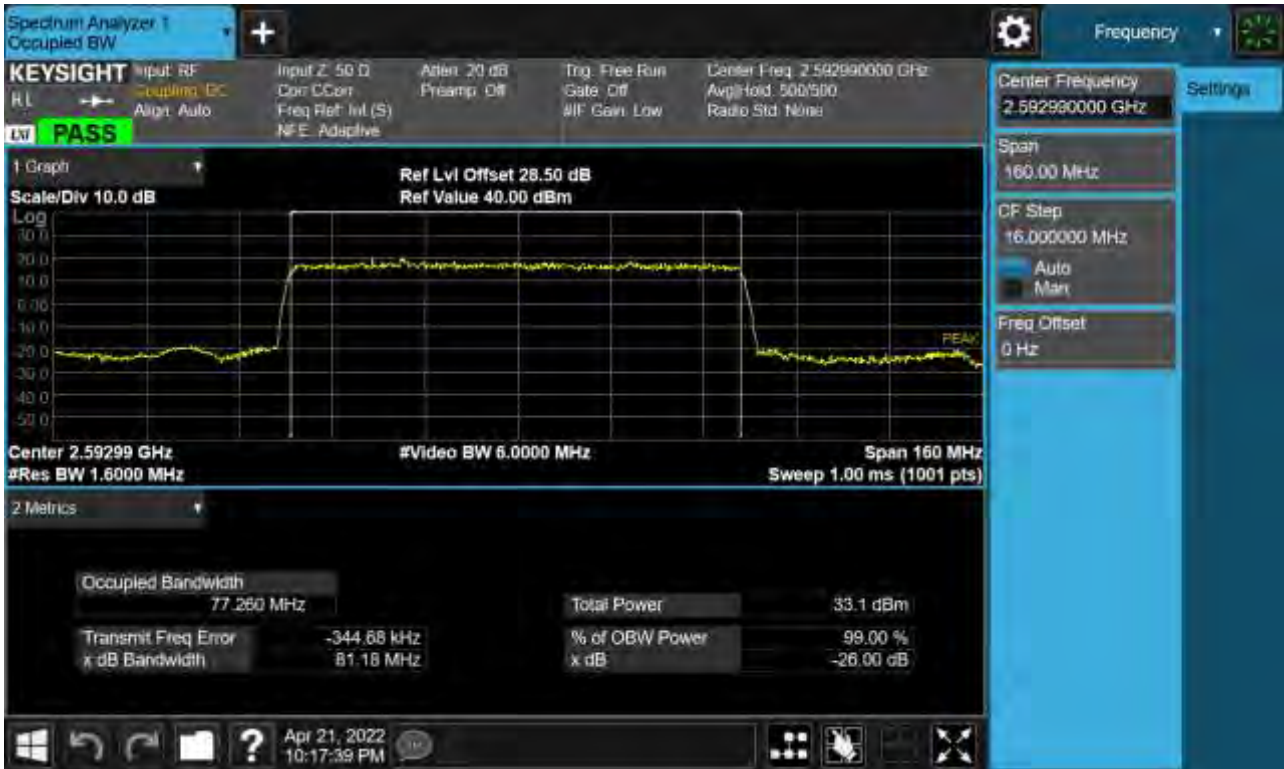 Spectrum Analyzer 1
Occupied BW
+
Frequency
KEYSIGHT
RL
PASS
Input: RF
Coupling: DC
Align: Auto
Input Z: 50 Ω
Corr CCorr
Freq Ref: Int (S)
NFE: Adaptive
Atten: 20 dB
Preamp: Off
Trig: Free Run
Gate: Off
#IF Gain: Low
Center Freq: 2.592990000 GHz
Avg|Hold: 500/500
Radio Std: None
1 Graph
Scale/Div 10.0 dB
Ref Lvl Offset 28.50 dB
Ref Value 40.00 dBm
Log
30.0
20.0
10.0
0.00
-10.0
-20.0
-30.0
-40.0
-50.0
PEAK
Center 2.59299 GHz
#Video BW 6.0000 MHz
Span 160 MHz
#Res BW 1.6000 MHz
Sweep 1.00 ms (1001 pts)
2 Metrics
Occupied Bandwidth
77.260 MHz
Total Power 33.1 dBm
Transmit Freq Error -344.68 kHz
% of OBW Power 99.00 %
x dB Bandwidth 81.18 MHz
x dB -26.00 dB
?
Apr 21, 2022
10:17:39 PM
Center Frequency
2.592990000 GHz
Settings
Span
160.00 MHz
CF Step
16.000000 MHz
Auto
Man
Freq Offset
0 Hz